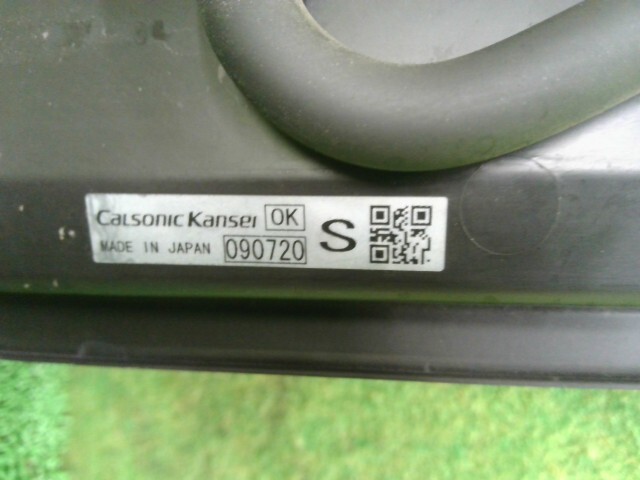 CaLsonic Kansei OK
MADE IN JAPAN 090720 S